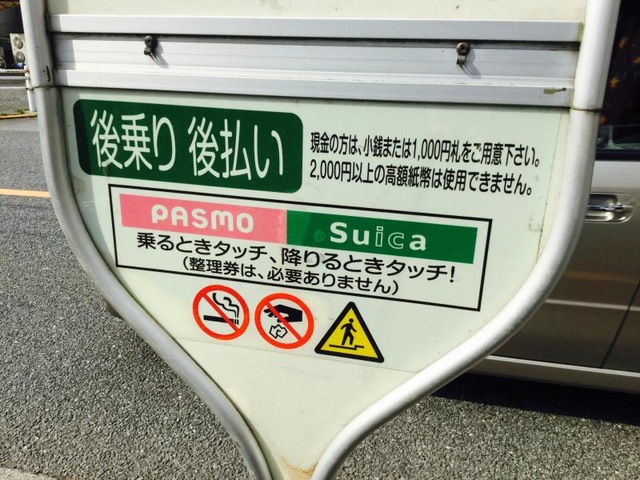 後乗り 後払い
現金の方は、小銭または1,000円札をご用意下さい。
2,000円以上の高額紙幣は使用できません。
PASMO Suica
乗るときタッチ、降りるときタッチ!
(整理券は、必要ありません)